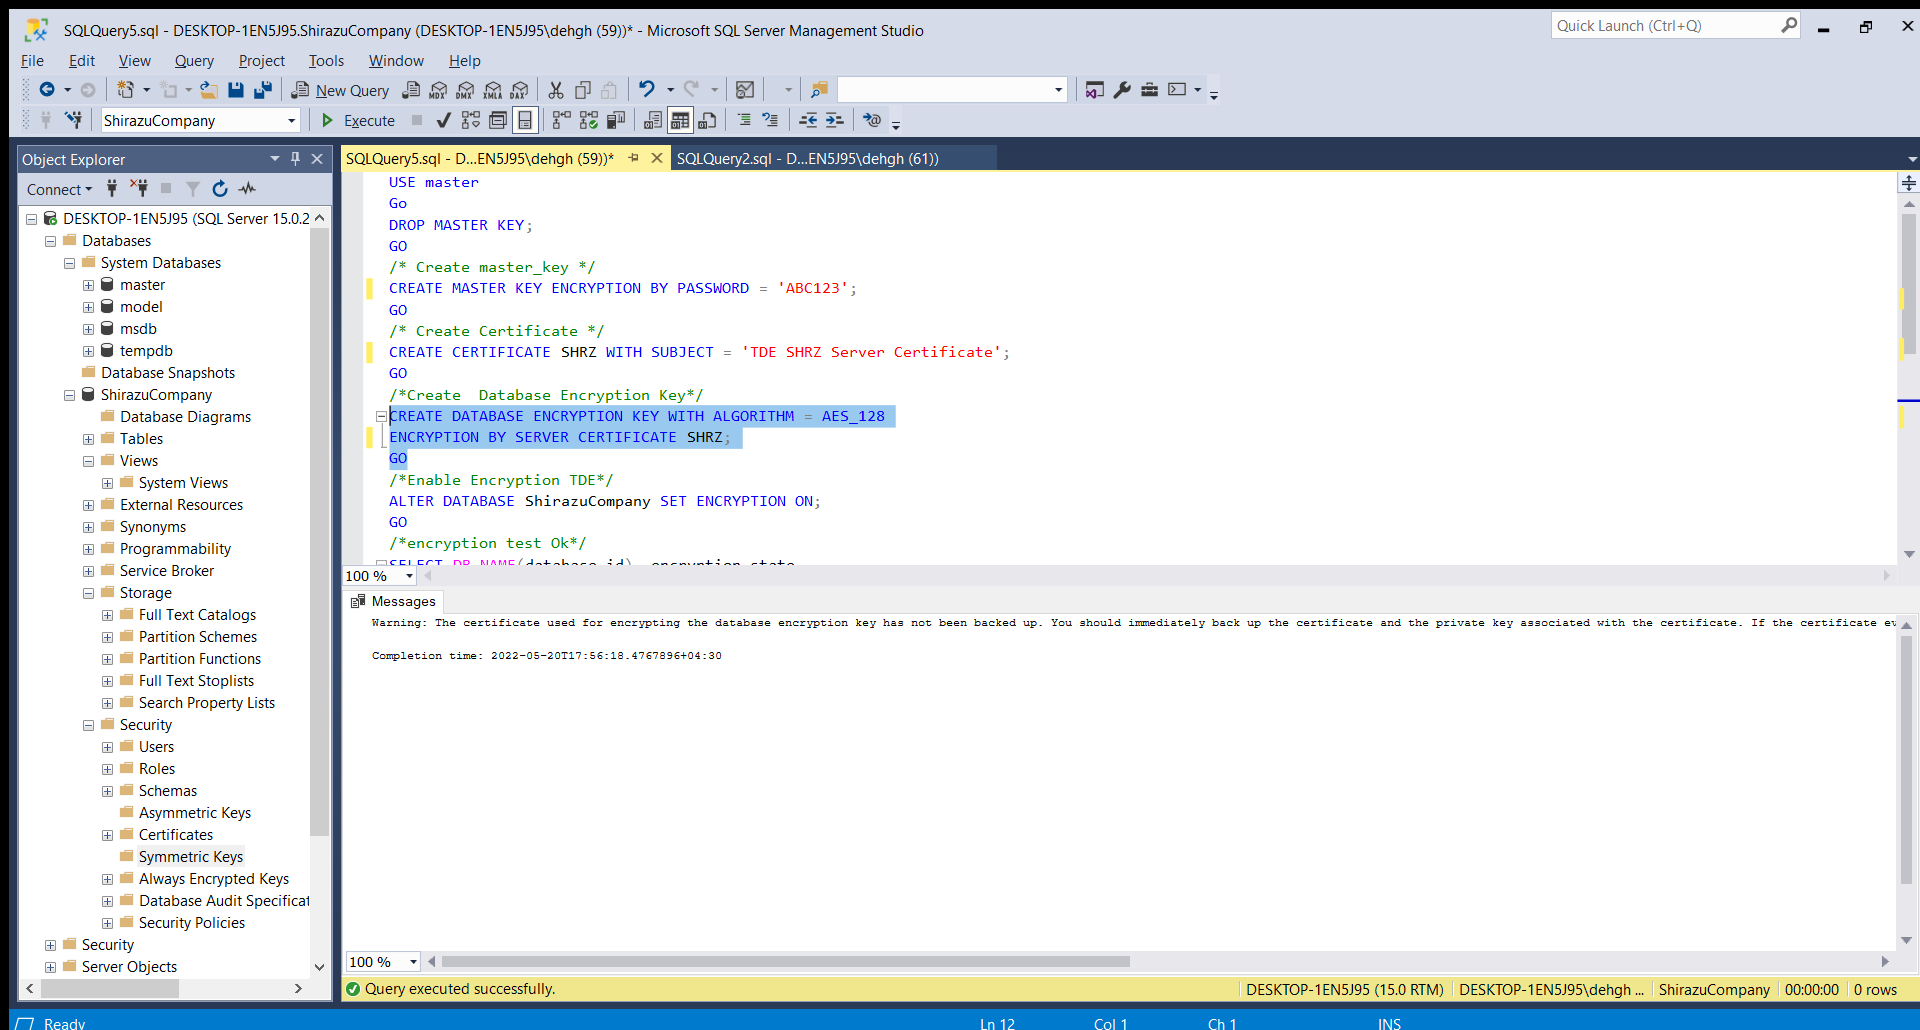 SQLQuery5.sql - DESKTOP-1EN5J95.ShirazuCompany (DESKTOP-1EN5J95\dehgh (59))* - Microsoft SQL Server Management Studio
Quick Launch (Ctrl+Q)
File Edit View Query Project Tools Window Help
New Query
MDX DMX XMLA DAX
ShirazuCompany
Execute
Object Explorer
Connect
DESKTOP-1EN5J95 (SQL Server 15.0.2
Databases
System Databases
master
model
msdb
tempdb
Database Snapshots
ShirazuCompany
Database Diagrams
Tables
Views
System Views
External Resources
Synonyms
Programmability
Service Broker
Storage
Full Text Catalogs
Partition Schemes
Partition Functions
Full Text Stoplists
Search Property Lists
Security
Users
Roles
Schemas
Asymmetric Keys
Certificates
Symmetric Keys
Always Encrypted Keys
Database Audit Specificat
Security Policies
Security
Server Objects
SQLQuery5.sql - D...EN5J95\dehgh (59))*
SQLQuery2.sql - D...EN5J95\dehgh (61))
USE master
Go
DROP MASTER KEY;
GO
/* Create master_key */
CREATE MASTER KEY ENCRYPTION BY PASSWORD = 'ABC123';
GO
/* Create Certificate */
CREATE CERTIFICATE SHRZ WITH SUBJECT = 'TDE SHRZ Server Certificate';
GO
/*Create  Database Encryption Key*/
CREATE DATABASE ENCRYPTION KEY WITH ALGORITHM = AES_128
ENCRYPTION BY SERVER CERTIFICATE SHRZ;
GO
/*Enable Encryption TDE*/
ALTER DATABASE ShirazuCompany SET ENCRYPTION ON;
GO
/*encryption test Ok*/
SELECT DB_NAME(database_id), encryption_state
100 %
Messages
Warning: The certificate used for encrypting the database encryption key has not been backed up. You should immediately back up the certificate and the private key associated with the certificate. If the certificate ev
Completion time: 2022-05-20T17:56:18.4767896+04:30
100 %
Query executed successfully.
DESKTOP-1EN5J95 (15.0 RTM)
DESKTOP-1EN5J95\dehgh ...
ShirazuCompany
00:00:00
0 rows
Ready
Ln 12
Col 1
Ch 1
INS